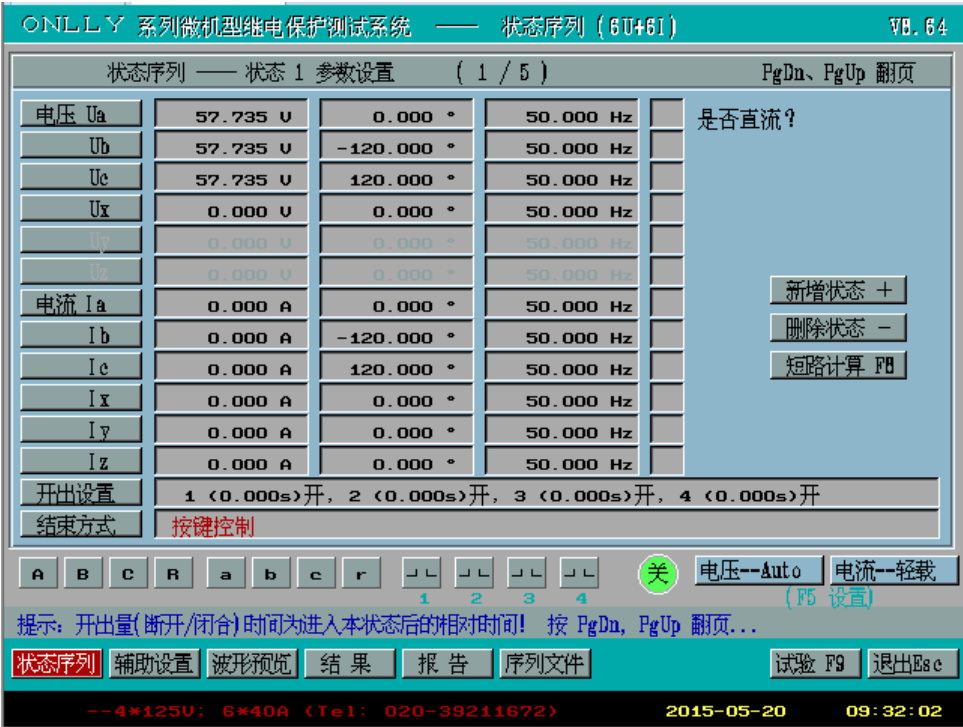 ONLLY 系列微机型继电保护测试系统 —— 状态序列 (6U+6I) V8.64
状态序列 —— 状态 1 参数设置 ( 1 / 5 ) PgDn、PgUp 翻页
电压 Ua 57.735 V 0.000 ° 50.000 Hz 是否直流?
Ub 57.735 V -120.000 ° 50.000 Hz
Uc 57.735 V 120.000 ° 50.000 Hz
Ux 0.000 V 0.000 ° 50.000 Hz
Uy 0.000 V 0.000 ° 50.000 Hz
Uz 0.000 V 0.000 ° 50.000 Hz
电流 Ia 0.000 A 0.000 ° 50.000 Hz 新增状态 +
Ib 0.000 A -120.000 ° 50.000 Hz 删除状态 -
Ic 0.000 A 120.000 ° 50.000 Hz 短路计算 F8
Ix 0.000 A 0.000 ° 50.000 Hz
Iy 0.000 A 0.000 ° 50.000 Hz
Iz 0.000 A 0.000 ° 50.000 Hz
开出设置 1 (0.000s)开, 2 (0.000s)开, 3 (0.000s)开, 4 (0.000s)开
结束方式 按键控制
A B C R a b c r 关 电压--Auto 电流--轻载
1 2 3 4 (F5 设置)
提示: 开出量(断开/闭合)时间为进入本状态后的相对时间! 按 PgDn, PgUp 翻页...
状态序列 辅助设置 波形预览 结 果 报 告 序列文件 试验 F9 退出Esc
--4*125V; 6*40A (Tel: 020-39211672) 2015-05-20 09:32:02